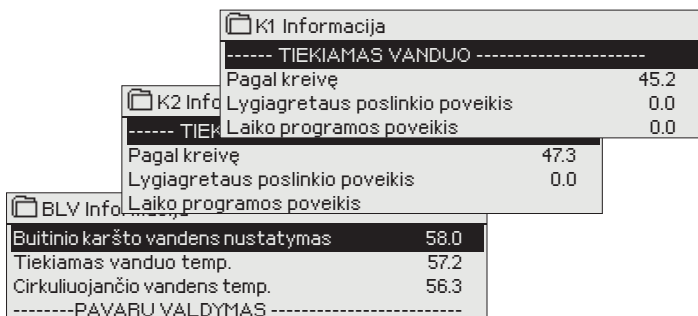 K1 Informacija
------ TIEKIAMAS VANDUO ----------------------
Pagal kreivę 45.2
Lygiagretaus poslinkio poveikis 0.0
Laiko programos poveikis 0.0
K2 Info
------ TIEK
Pagal kreivę 47.3
Lygiagretaus poslinkio poveikis 0.0
Laiko programos poveikis
BLV Informacija
Buitinio karšto vandens nustatymas 58.0
Tiekiamas vanduo temp. 57.2
Cirkuliuojančio vandens temp. 56.3
--------PAVARU VALDYMAS -------------------------